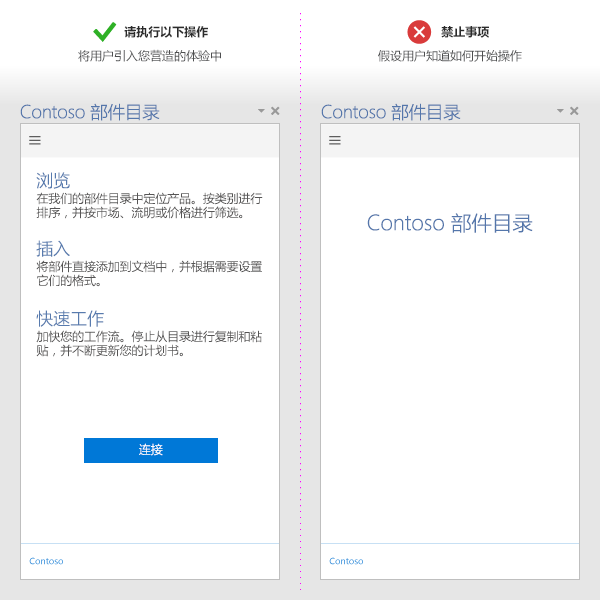 请执行以下操作
将用户引入您营造的体验中
Contoso 部件目录
浏览
在我们的部件目录中定位产品。按类别进行
排序，并按市场、流明或价格进行筛选。
插入
将部件直接添加到文档中，并根据需要设置
它们的格式。
快速工作
加快您的工作流。停止从目录进行复制和粘
贴，并不断更新您的计划书。
连接
Contoso
禁止事项
假设用户知道如何开始操作
Contoso 部件目录
Contoso 部件目录
Contoso